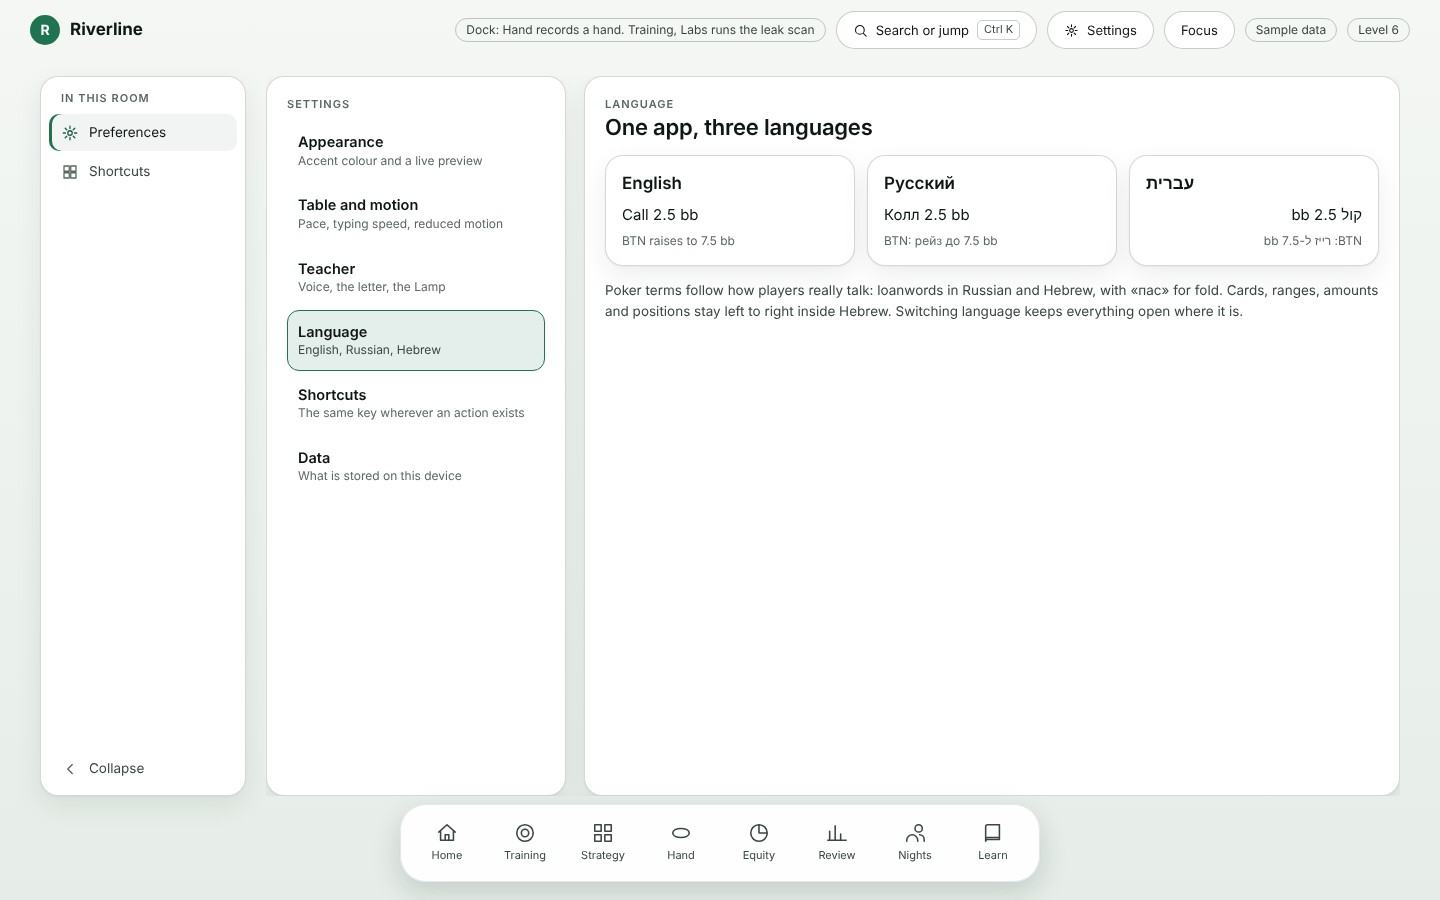 R Riverline
Dock: Hand records a hand. Training, Labs runs the leak scan
Search or jump Ctrl K
Settings
Focus
Sample data
Level 6
IN THIS ROOM
Preferences
Shortcuts
Collapse
SETTINGS
Appearance
Accent colour and a live preview
Table and motion
Pace, typing speed, reduced motion
Teacher
Voice, the letter, the Lamp
Language
English, Russian, Hebrew
Shortcuts
The same key wherever an action exists
Data
What is stored on this device
LANGUAGE
One app, three languages
English
Call 2.5 bb
BTN raises to 7.5 bb
Русский
Колл 2.5 bb
BTN: рейз до 7.5 bb
עברית
קול 2.5 bb
BTN: רייז ל-7.5 bb
Poker terms follow how players really talk: loanwords in Russian and Hebrew, with «пас» for fold. Cards, ranges, amounts
and positions stay left to right inside Hebrew. Switching language keeps everything open where it is.
Home
Training
Strategy
Hand
Equity
Review
Nights
Learn